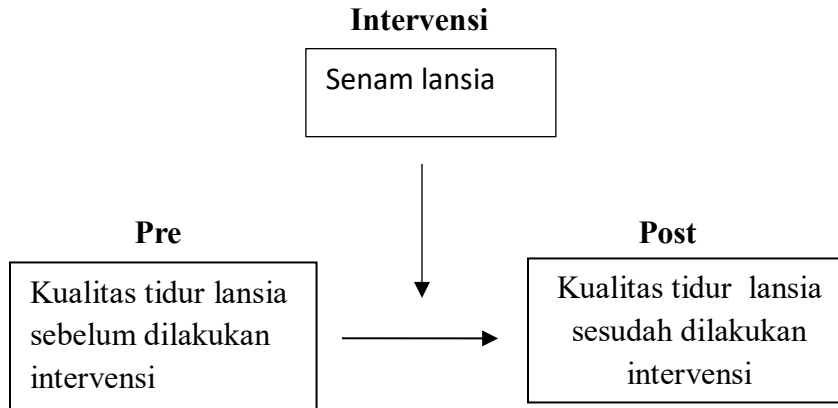 Intervensi
Senam lansia
Pre
Kualitas tidur lansia
sebelum dilakukan
intervensi
Post
Kualitas tidur lansia
sesudah dilakukan
intervensi